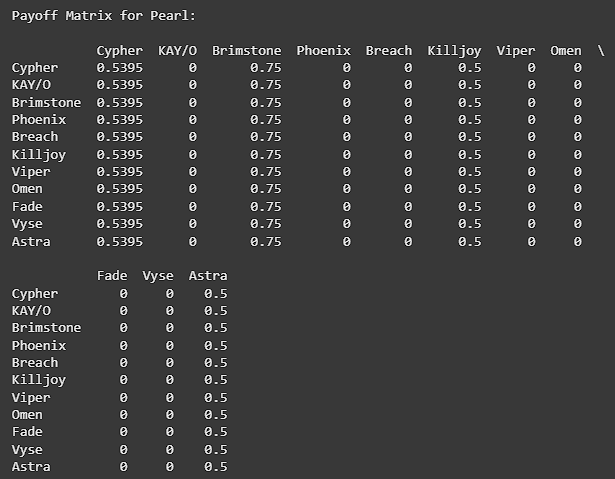 Payoff Matrix for Pearl:
Cypher KAY/O Brimstone Phoenix Breach Killjoy Viper Omen \
Cypher 0.5395 0 0.75 0 0 0.5 0 0
KAY/O 0.5395 0 0.75 0 0 0.5 0 0
Brimstone 0.5395 0 0.75 0 0 0.5 0 0
Phoenix 0.5395 0 0.75 0 0 0.5 0 0
Breach 0.5395 0 0.75 0 0 0.5 0 0
Killjoy 0.5395 0 0.75 0 0 0.5 0 0
Viper 0.5395 0 0.75 0 0 0.5 0 0
Omen 0.5395 0 0.75 0 0 0.5 0 0
Fade 0.5395 0 0.75 0 0 0.5 0 0
Vyse 0.5395 0 0.75 0 0 0.5 0 0
Astra 0.5395 0 0.75 0 0 0.5 0 0
Fade Vyse Astra
Cypher 0 0 0.5
KAY/O 0 0 0.5
Brimstone 0 0 0.5
Phoenix 0 0 0.5
Breach 0 0 0.5
Killjoy 0 0 0.5
Viper 0 0 0.5
Omen 0 0 0.5
Fade 0 0 0.5
Vyse 0 0 0.5
Astra 0 0 0.5